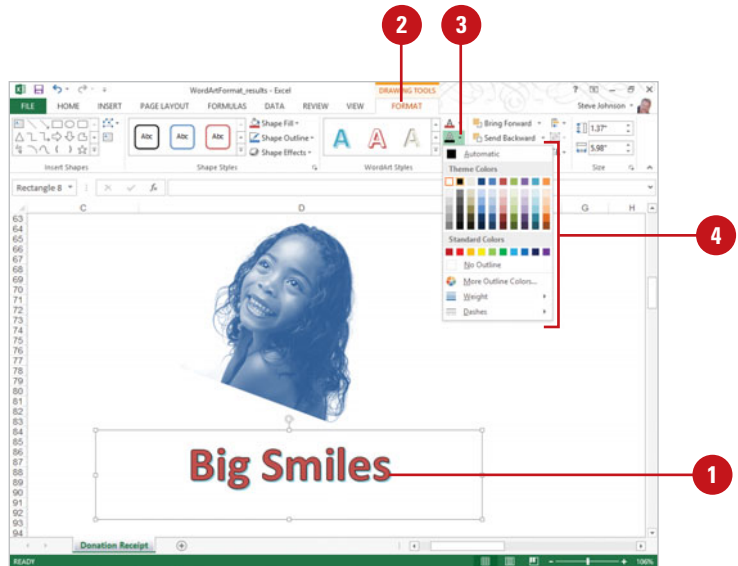 2 3
WordArtFormat_results - Excel
DRAWING TOOLS
?
FILE HOME INSERT PAGE LAYOUT FORMULAS DATA REVIEW VIEW FORMAT
Steve Johnson
Abc Abc Abc
Shape Fill
Shape Outline
Shape Effects
A A A
A
A
Bring Forward
Send Backward
1.37"
5.98"
Insert Shapes
Shape Styles
WordArt Styles
Size
Automatic
Theme Colors
Standard Colors
No Outline
More Outline Colors...
Weight
Dashes
4
Rectangle 8
fx
C D G H
63
64
65
66
67
68
69
70
71
72
73
74
75
76
77
78
79
80
81
82
83
84
85
86
87
88
89
90
91
92
93
94
Big Smiles
1
Donation Receipt
READY
106%